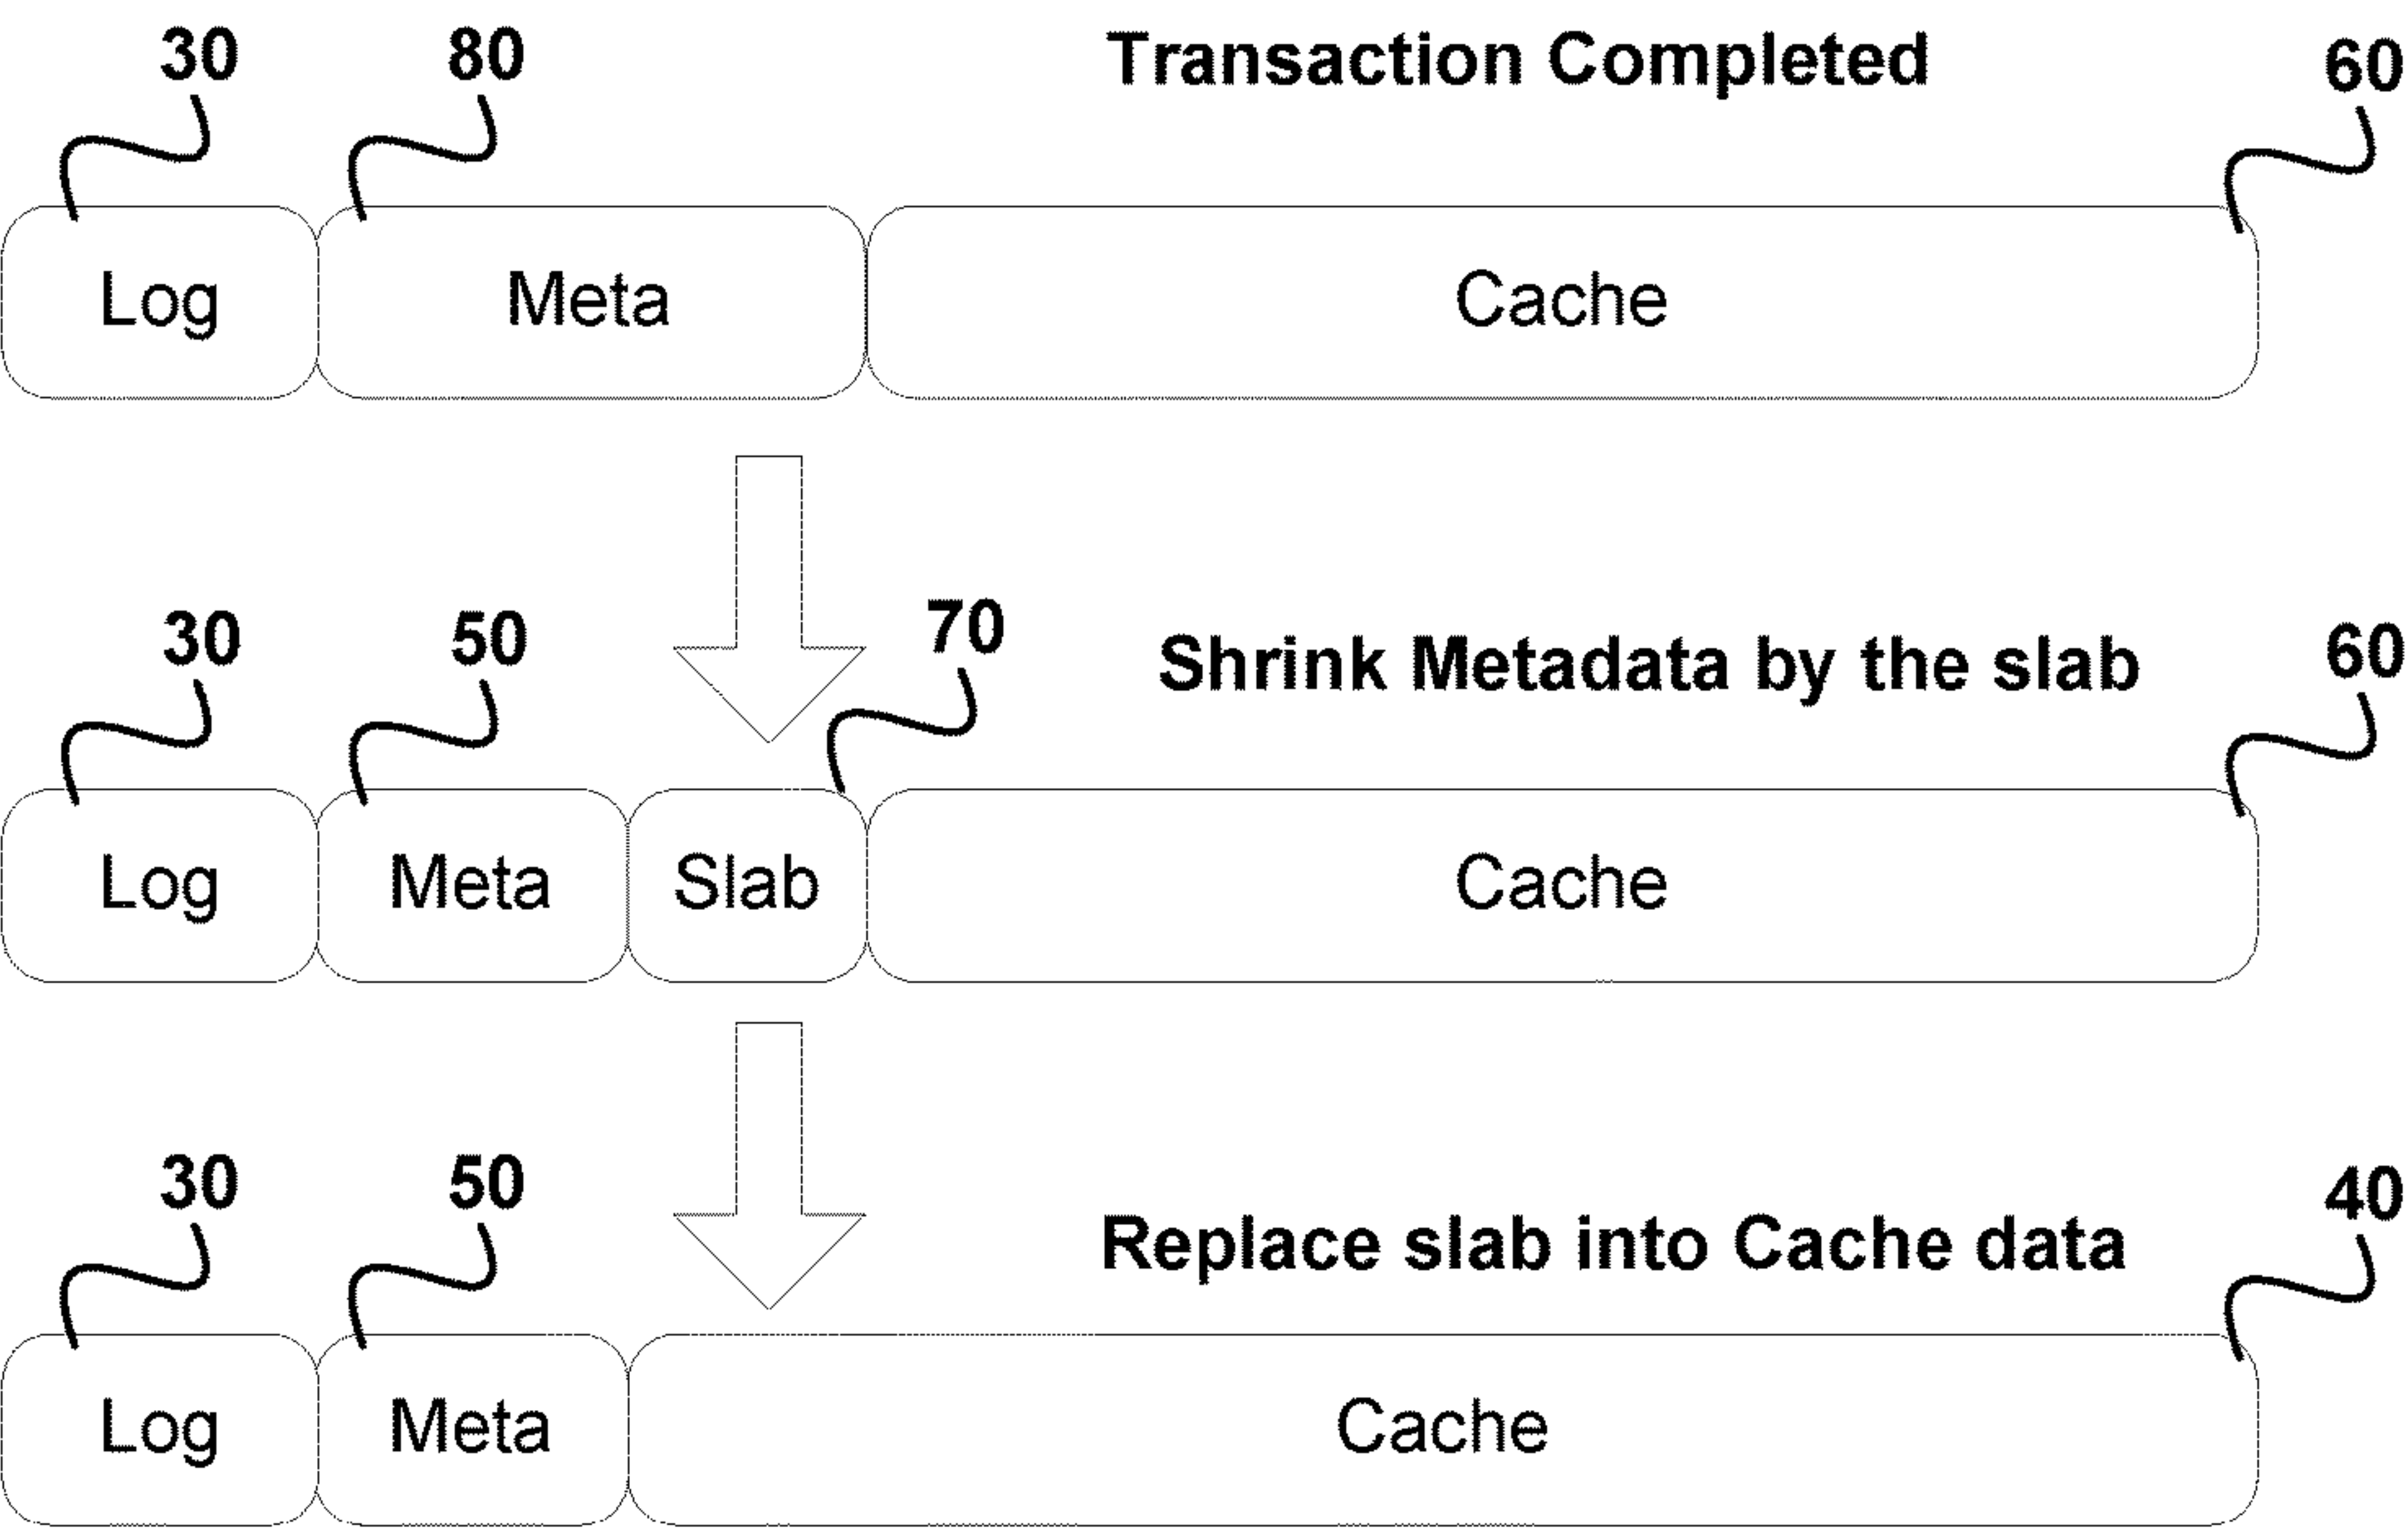 30 80 Transaction Completed 60
Log Meta Cache
30 50 70 Shrink Metadata by the slab 60
Log Meta Slab Cache
30 50 Replace slab into Cache data 40
Log Meta Cache